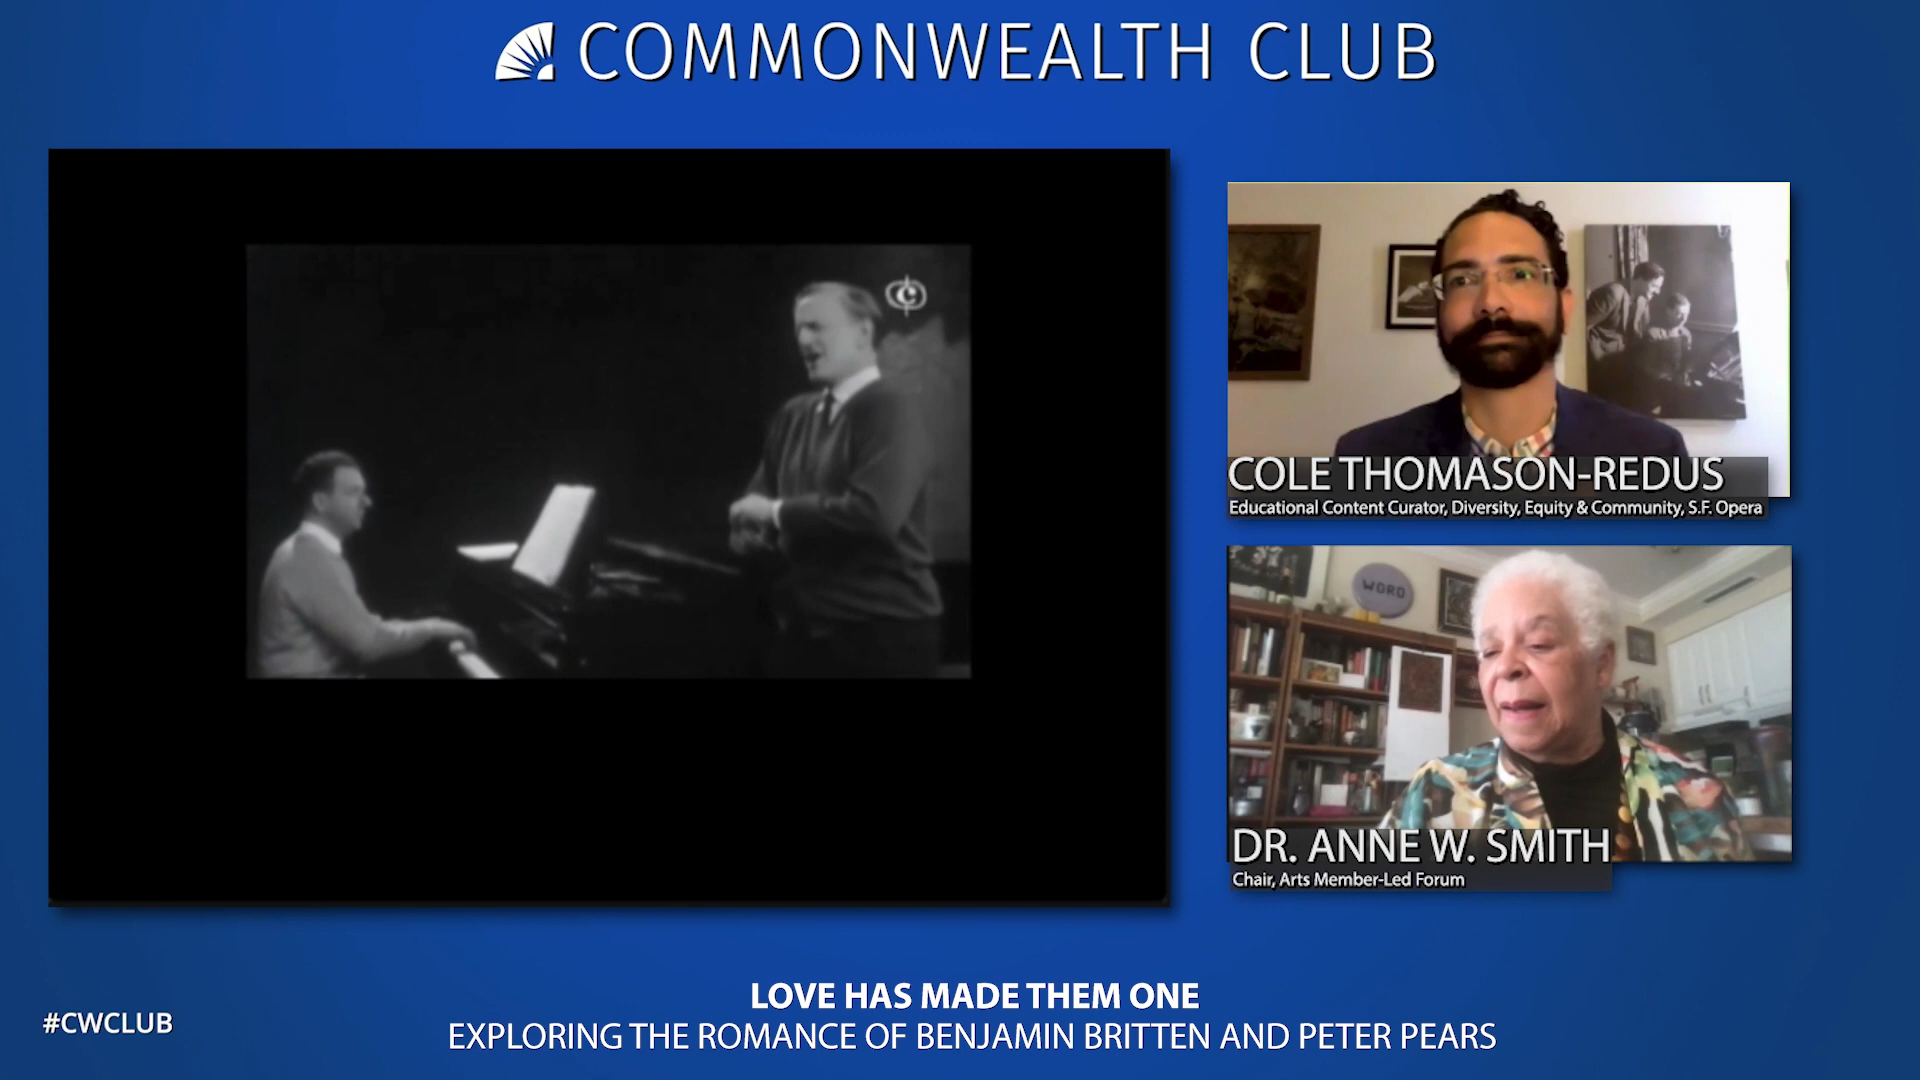 COMMONWEALTH CLUB
C
WORD
COLE THOMASON-REDUS
Educational Content Curator, Diversity, Equity & Community, S.F. Opera
DR. ANNE W. SMITH
Chair, Arts Member-Led Forum
LOVE HAS MADE THEM ONE
EXPLORING THE ROMANCE OF BENJAMIN BRITTEN AND PETER PEARS
#CWCLUB